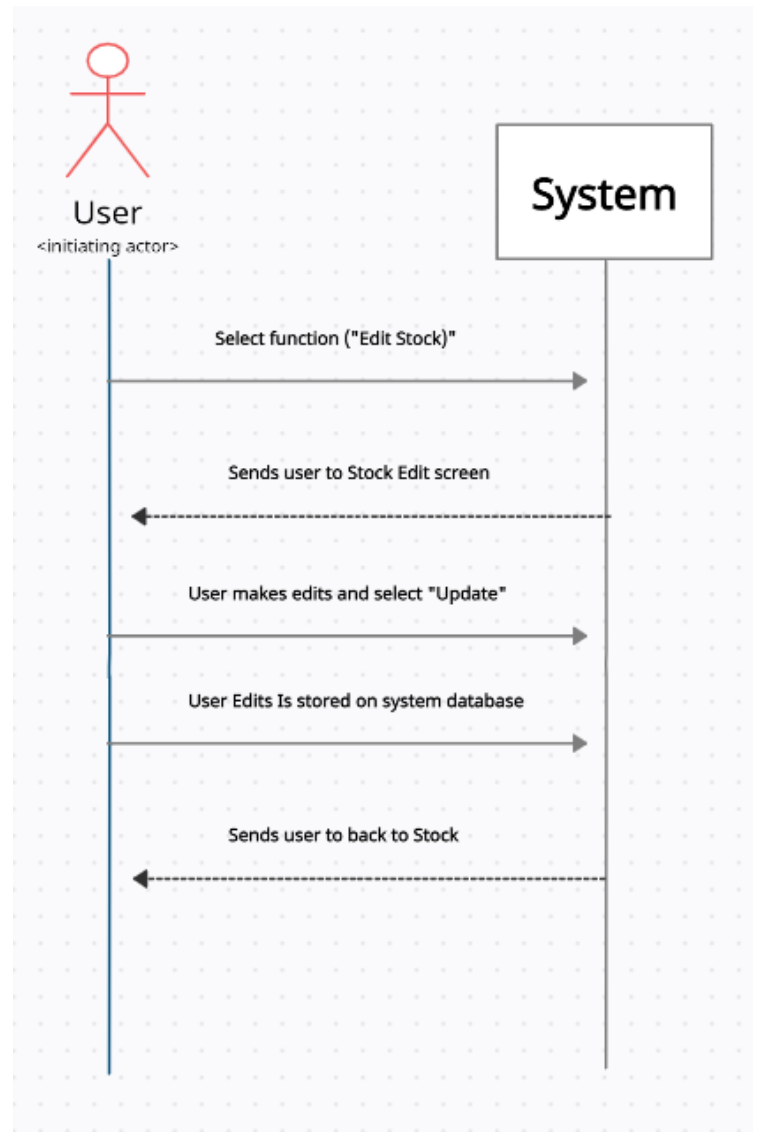 User
<initiating actor>
System
Select function ("Edit Stock)"
Sends user to Stock Edit screen
User makes edits and select "Update"
User Edits Is stored on system database
Sends user to back to Stock